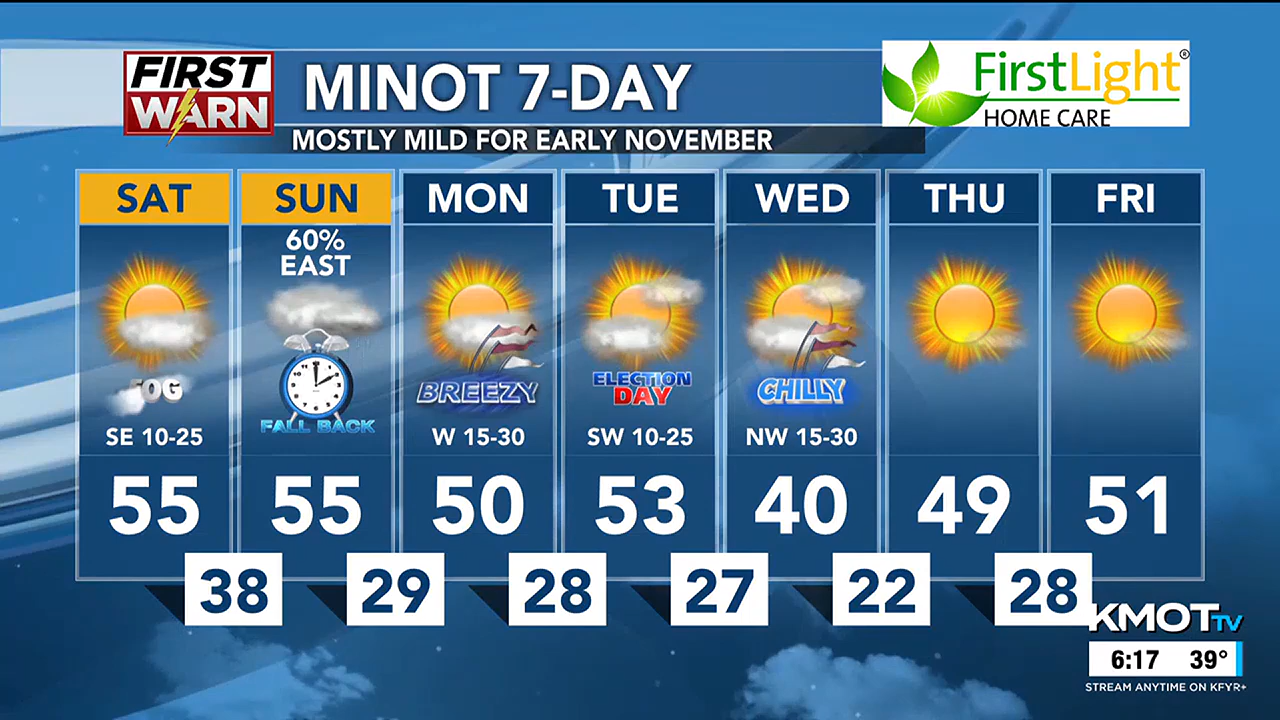 FIRST
WARN
MINOT 7-DAY
MOSTLY MILD FOR EARLY NOVEMBER
FirstLight®
HOME CARE
SAT
SUN
MON
TUE
WED
THU
FRI
60%
EAST
FOG
FALL BACK
BREEZY
ELECTION
DAY
CHILLY
SE 10-25
W 15-30
SW 10-25
NW 15-30
55
55
50
53
40
49
51
38
29
28
27
22
28
KMOT TV
6:17 39°
STREAM ANYTIME ON KFYR+